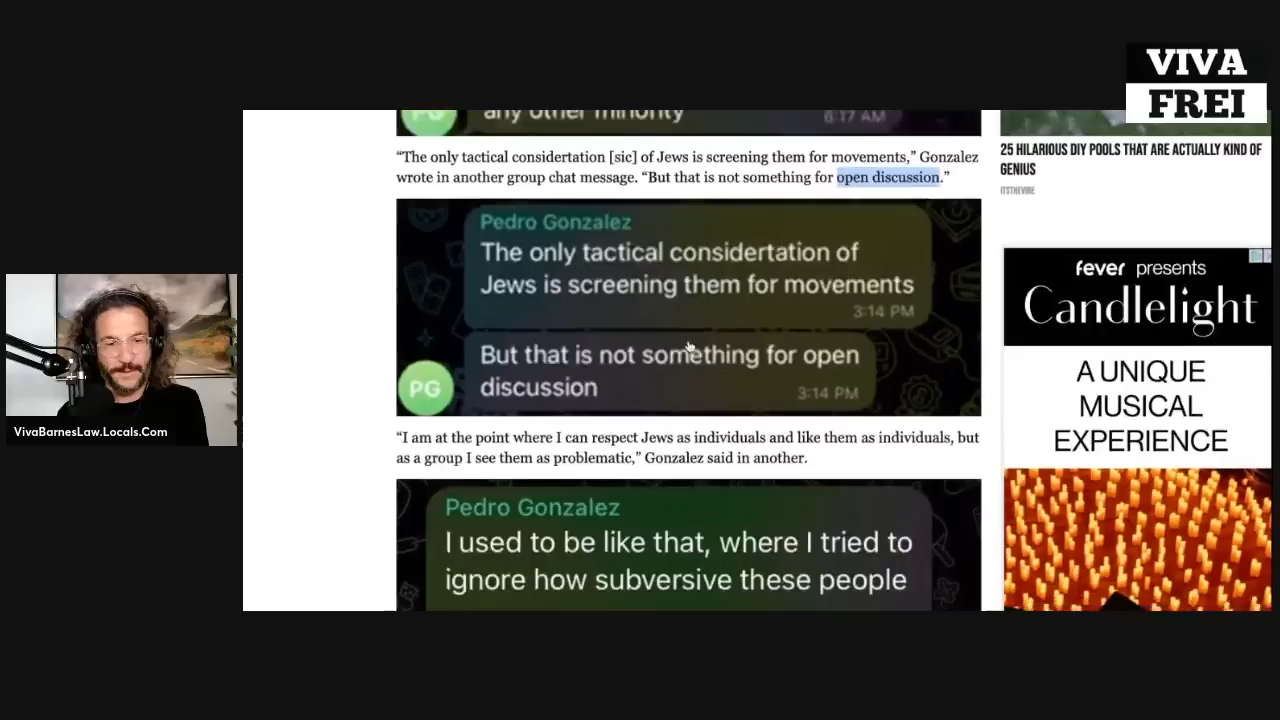 VIVA
FREI
any other minority
6:17 AM
“The only tactical considertation [sic] of Jews is screening them for movements,” Gonzalez
wrote in another group chat message. “But that is not something for open discussion.”
Pedro Gonzalez
The only tactical considertation of
Jews is screening them for movements
3:14 PM
But that is not something for open
discussion
3:14 PM
PG
“I am at the point where I can respect Jews as individuals and like them as individuals, but
as a group I see them as problematic,” Gonzalez said in another.
Pedro Gonzalez
I used to be like that, where I tried to
ignore how subversive these people
25 HILARIOUS DIY POOLS THAT ARE ACTUALLY KIND OF
GENIUS
ITSTHEVIBE
fever presents
Candlelight
A UNIQUE
MUSICAL
EXPERIENCE
VivaBarnesLaw.Locals.Com